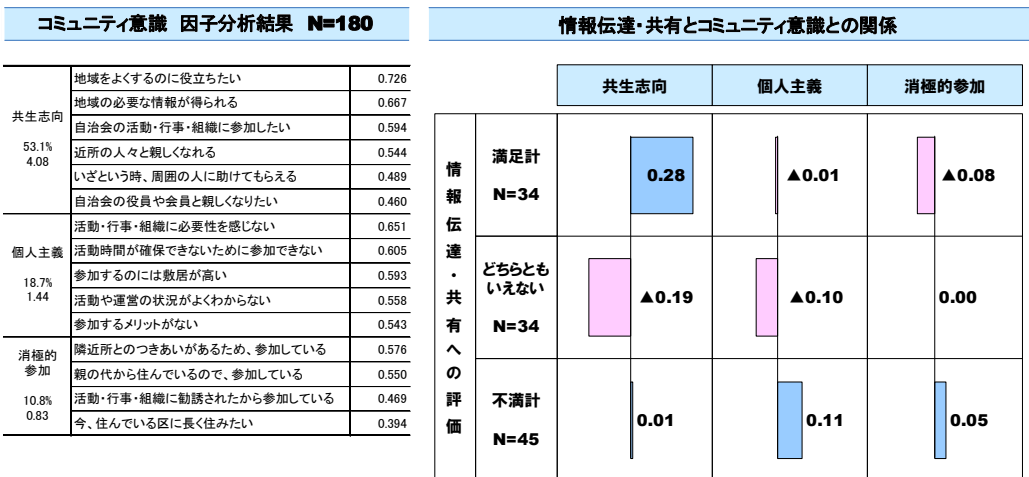 コミュニティ意識 因子分析結果 N=180
共生志向
53.1%
4.08
地域をよくするのに役立ちたい 0.726
地域の必要な情報が得られる 0.667
自治会の活動・行事・組織に参加したい 0.594
近所の人々と親しくなれる 0.544
いざという時、周囲の人に助けてもらえる 0.489
自治会の役員や会員と親しくなりたい 0.460
個人主義
18.7%
1.44
活動・行事・組織に必要性を感じない 0.651
活動時間が確保できないために参加できない 0.605
参加するのには敷居が高い 0.593
活動や運営の状況がよくわからない 0.558
参加するメリットがない 0.543
消極的
参加
10.8%
0.83
隣近所とのつきあいがあるため、参加している 0.576
親の代から住んでいるので、参加している 0.550
活動・行事・組織に勧誘されたから参加している 0.469
今、住んでいる区に長く住みたい 0.394
情報伝達・共有とコミュニティ意識との関係
共生志向 個人主義 消極的参加
情報伝達・共有への評価
満足計
N=34
0.28 ▲0.01 ▲0.08
どちらとも
いえない
N=34
▲0.19 ▲0.10 0.00
不満計
N=45
0.01 0.11 0.05